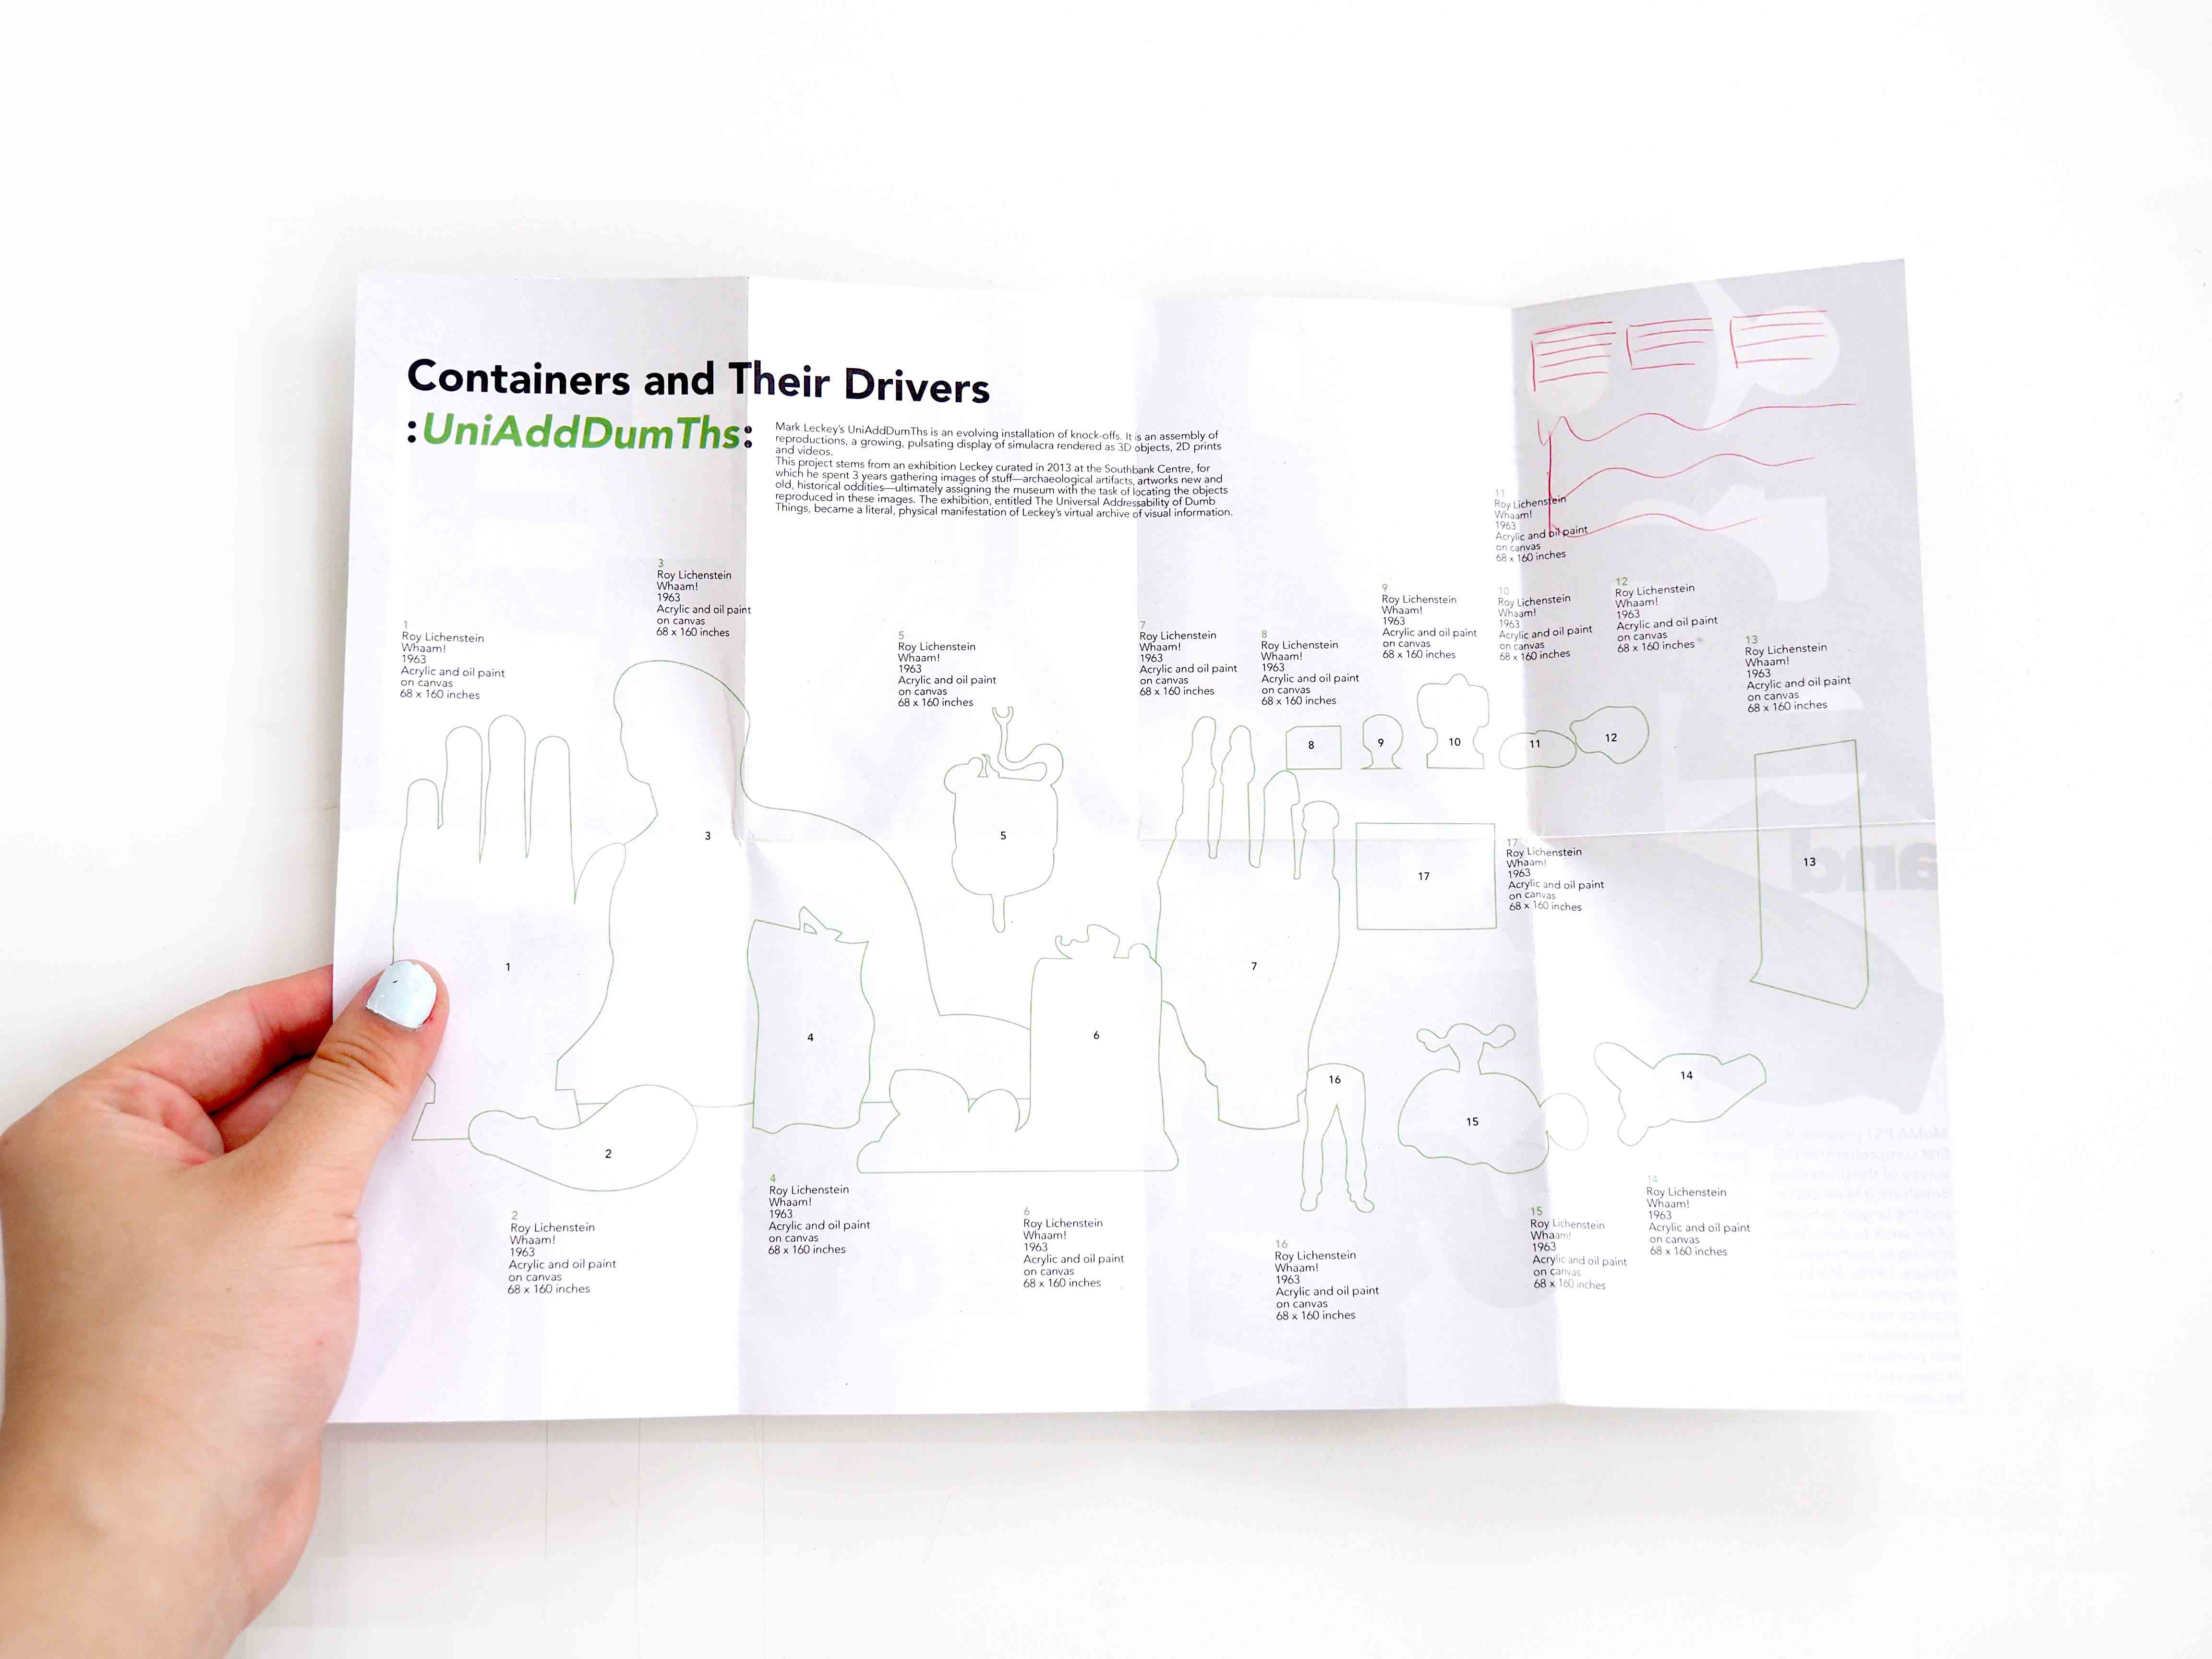 Containers and Their Drivers
:UniAddDumThs:
Mark Leckey's UniAddDumThs is an evolving installation of knock-offs. It is an assembly of
reproductions, a growing, pulsating display of simulacra rendered as 3D objects, 2D prints
and videos.
This project stems from an exhibition Leckey curated in 2013 at the Southbank Centre, for
which he spent 3 years gathering images of stuff—archaeological artifacts, artworks new and
old, historical oddities—ultimately assigning the museum with the task of locating the objects
reproduced in these images. The exhibition, entitled The Universal Addressability of Dumb
Things, became a literal, physical manifestation of Leckey's virtual archive of visual information.
1
Roy Lichenstein
Whaam!
1963
Acrylic and oil paint
on canvas
68 x 160 inches
3
Roy Lichenstein
Whaam!
1963
Acrylic and oil paint
on canvas
68 x 160 inches
5
Roy Lichenstein
Whaam!
1963
Acrylic and oil paint
on canvas
68 x 160 inches
7
Roy Lichenstein
Whaam!
1963
Acrylic and oil paint
on canvas
68 x 160 inches
8
Roy Lichenstein
Whaam!
1963
Acrylic and oil paint
on canvas
68 x 160 inches
9
Roy Lichenstein
Whaam!
1963
Acrylic and oil paint
on canvas
68 x 160 inches
11
Roy Lichenstein
Whaam!
1963
Acrylic and oil paint
on canvas
68 x 160 inches
10
Roy Lichenstein
Whaam!
1963
Acrylic and oil paint
on canvas
68 x 160 inches
12
Roy Lichenstein
Whaam!
1963
Acrylic and oil paint
on canvas
68 x 160 inches
13
Roy Lichenstein
Whaam!
1963
Acrylic and oil paint
on canvas
68 x 160 inches
8
9
10
11
12
3
5
17
13
17
Roy Lichenstein
Whaam!
1963
Acrylic and oil paint
on canvas
68 x 160 inches
1
7
4
6
16
15
14
2
4
Roy Lichenstein
Whaam!
1963
Acrylic and oil paint
on canvas
68 x 160 inches
2
Roy Lichenstein
Whaam!
1963
Acrylic and oil paint
on canvas
68 x 160 inches
6
Roy Lichenstein
Whaam!
1963
Acrylic and oil paint
on canvas
68 x 160 inches
16
Roy Lichenstein
Whaam!
1963
Acrylic and oil paint
on canvas
68 x 160 inches
15
Roy Lichenstein
Whaam!
1963
Acrylic and oil paint
on canvas
68 x 160 inches
14
Roy Lichenstein
Whaam!
1963
Acrylic and oil paint
on canvas
68 x 160 inches